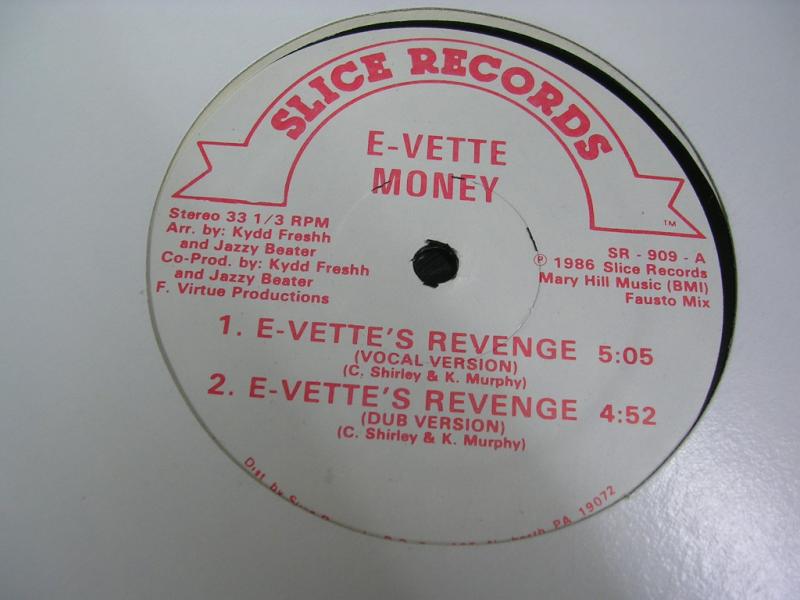 SLICE RECORDS
TM
E-VETTE
MONEY
Stereo 33 1/3 RPM
Arr. by: Kydd Freshh
and Jazzy Beater
Co-Prod. by: Kydd Freshh
and Jazzy Beater
F. Virtue Productions
SR - 909 - A
℗ 1986 Slice Records
Mary Hill Music (BMI)
Fausto Mix
1. E-VETTE'S REVENGE 5:05
(VOCAL VERSION)
(C. Shirley & K. Murphy)
2. E-VETTE'S REVENGE 4:52
(DUB VERSION)
(C. Shirley & K. Murphy)
Dist. by PA 19072